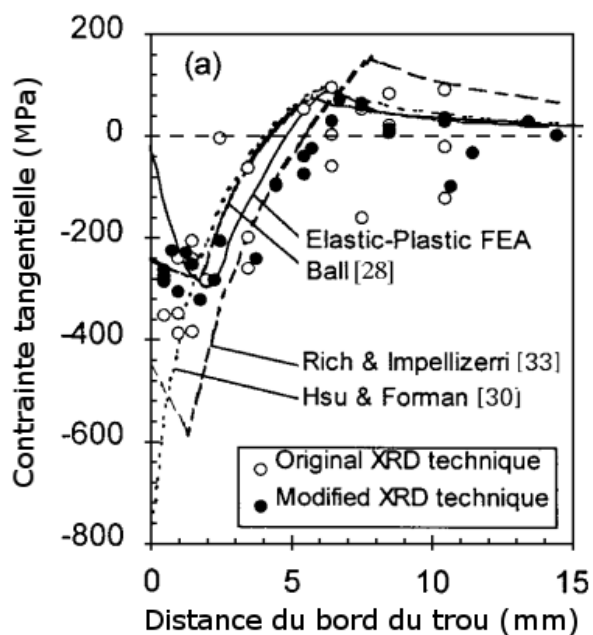 200
(a)
0
-200
-400
-600
-800
Contrainte tangentielle (MPa)
Elastic-Plastic FEA
Ball [28]
Rich & Impellizerri [33]
Hsu & Forman [30]
Original XRD technique
Modified XRD technique
0 5 10 15
Distance du bord du trou (mm)